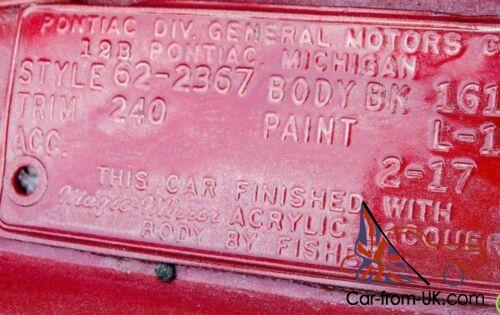 PONTIAC DIV. GENERAL MOTORS C
12B PONTIAC, MICHIGAN
STYLE 62-2367 BODY BK 161
TRIM 240 PAINT L-1
ACC. 2-17
THIS CAR FINISHED WITH
Magic-Mirror ACRYLIC LACQUER
BODY BY FISHE
Car-from-UK.com